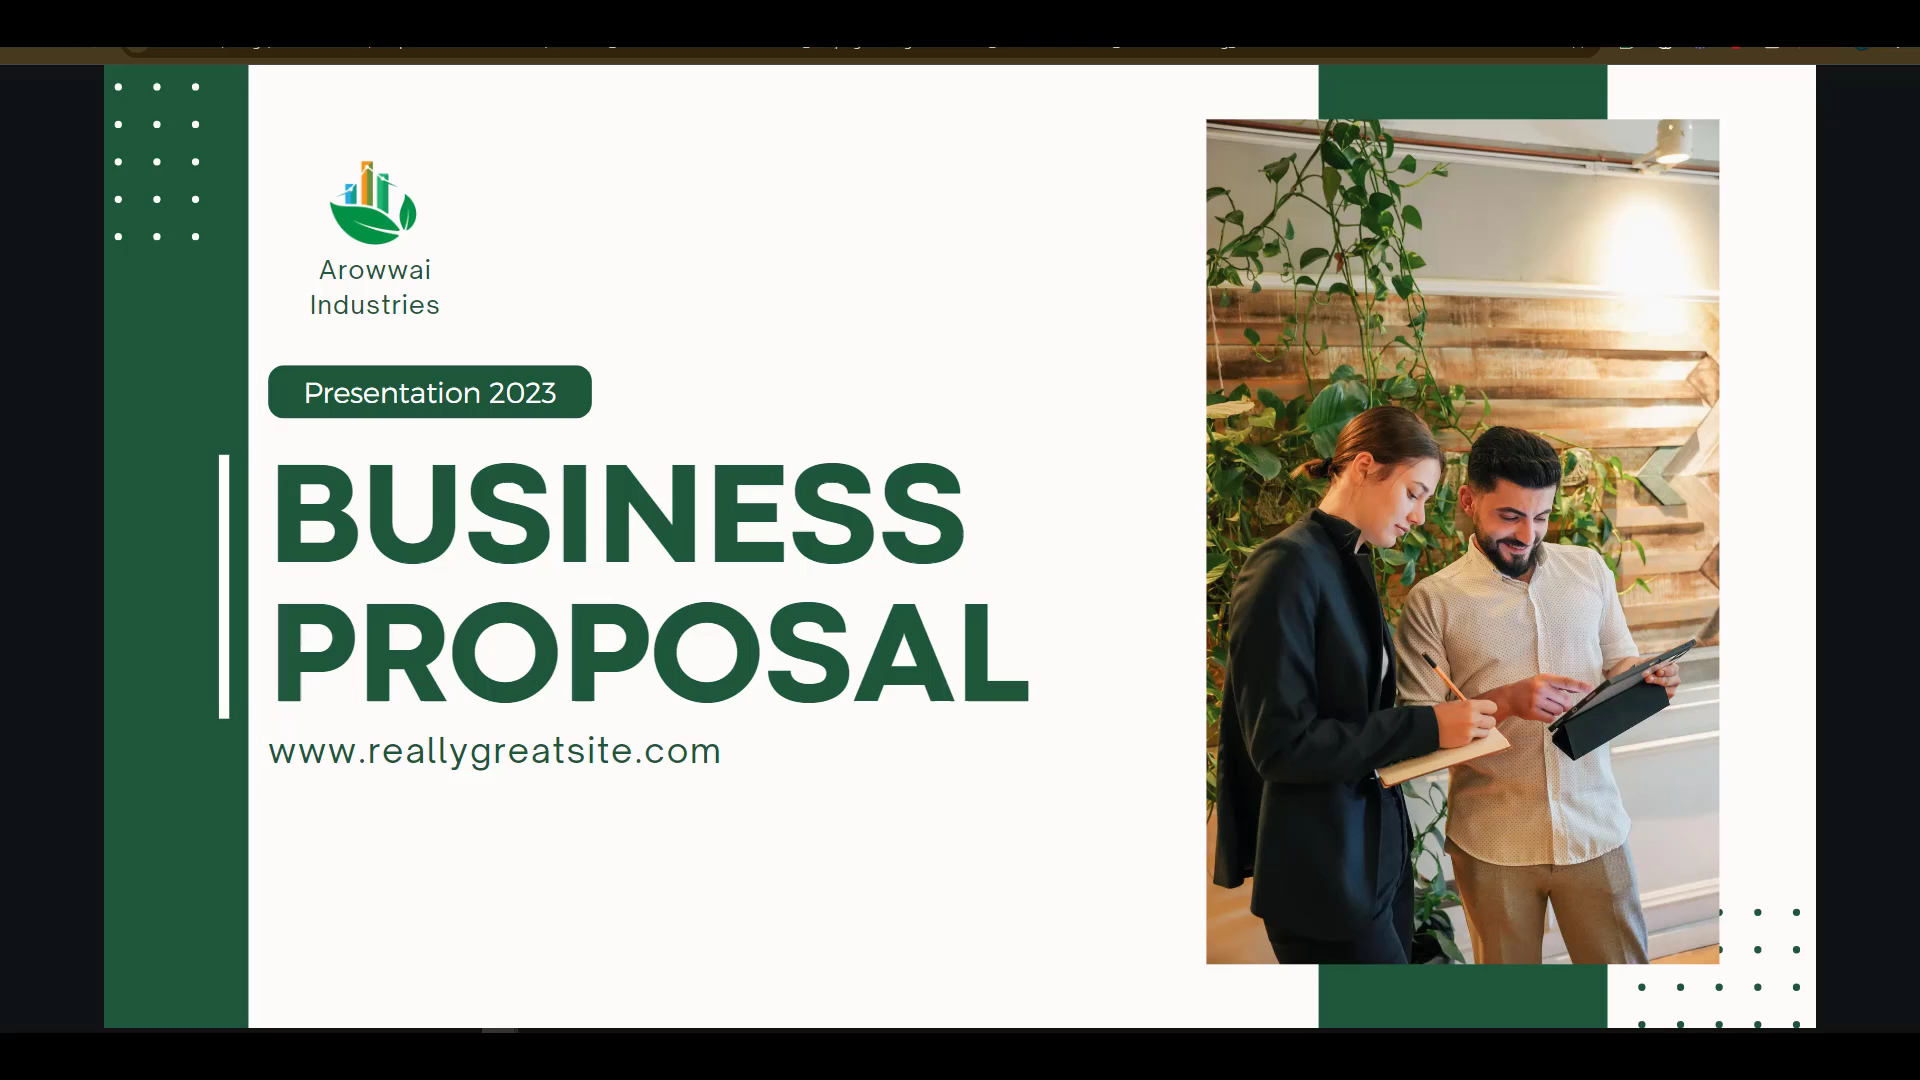 Arowwai
Industries
Presentation 2023
BUSINESS
PROPOSAL
www.reallygreatsite.com